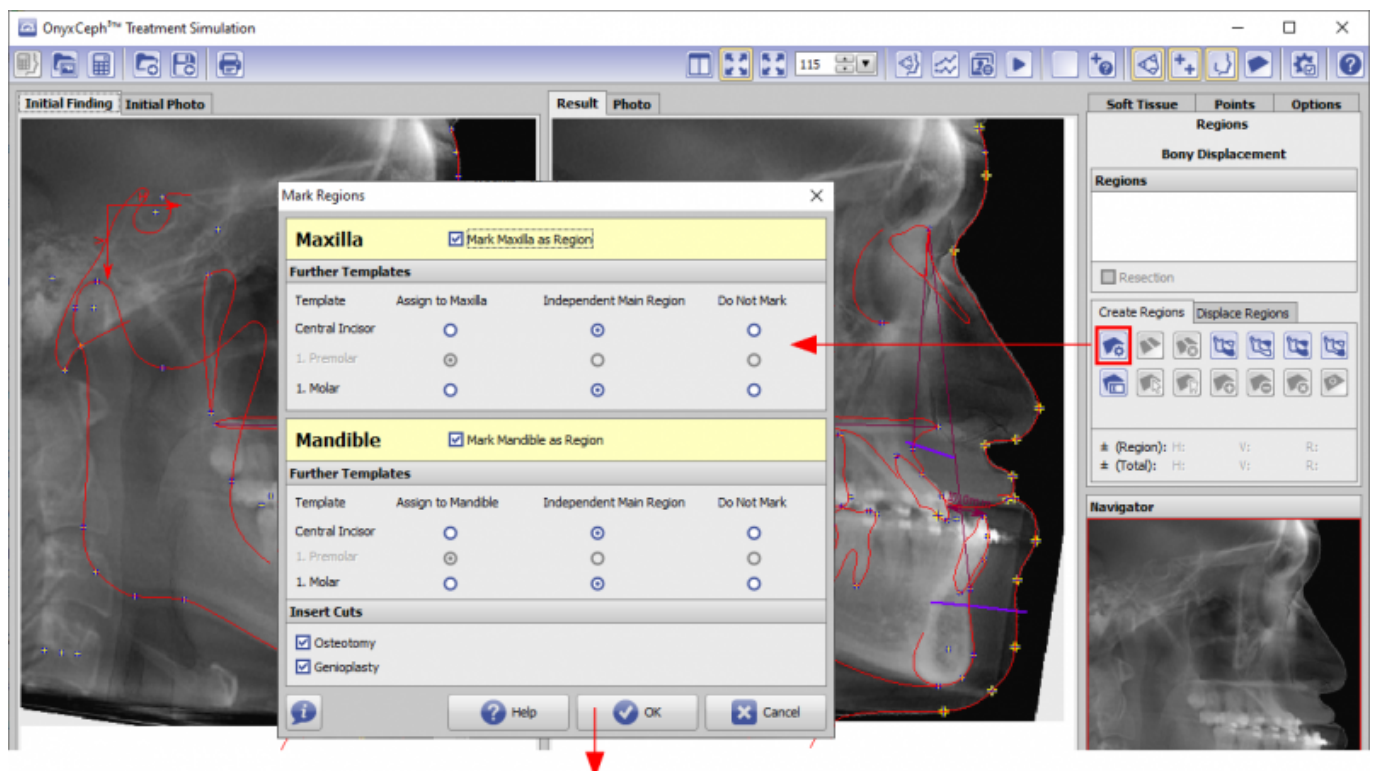 OnyxCeph³™ Treatment Simulation
115
Initial Finding Initial Photo
Result Photo
Soft Tissue Points Options
Regions
Bony Displacement
Regions
Resection
Create Regions Displace Regions
± (Region): H: V: R:
± (Total): H: V: R:
Navigator
Mark Regions
Maxilla Mark Maxilla as Region
Further Templates
Template Assign to Maxilla Independent Main Region Do Not Mark
Central Incisor
1. Premolar
1. Molar
Mandible Mark Mandible as Region
Further Templates
Template Assign to Mandible Independent Main Region Do Not Mark
Central Incisor
1. Premolar
1. Molar
Insert Cuts
Osteotomy
Genioplasty
Help OK Cancel